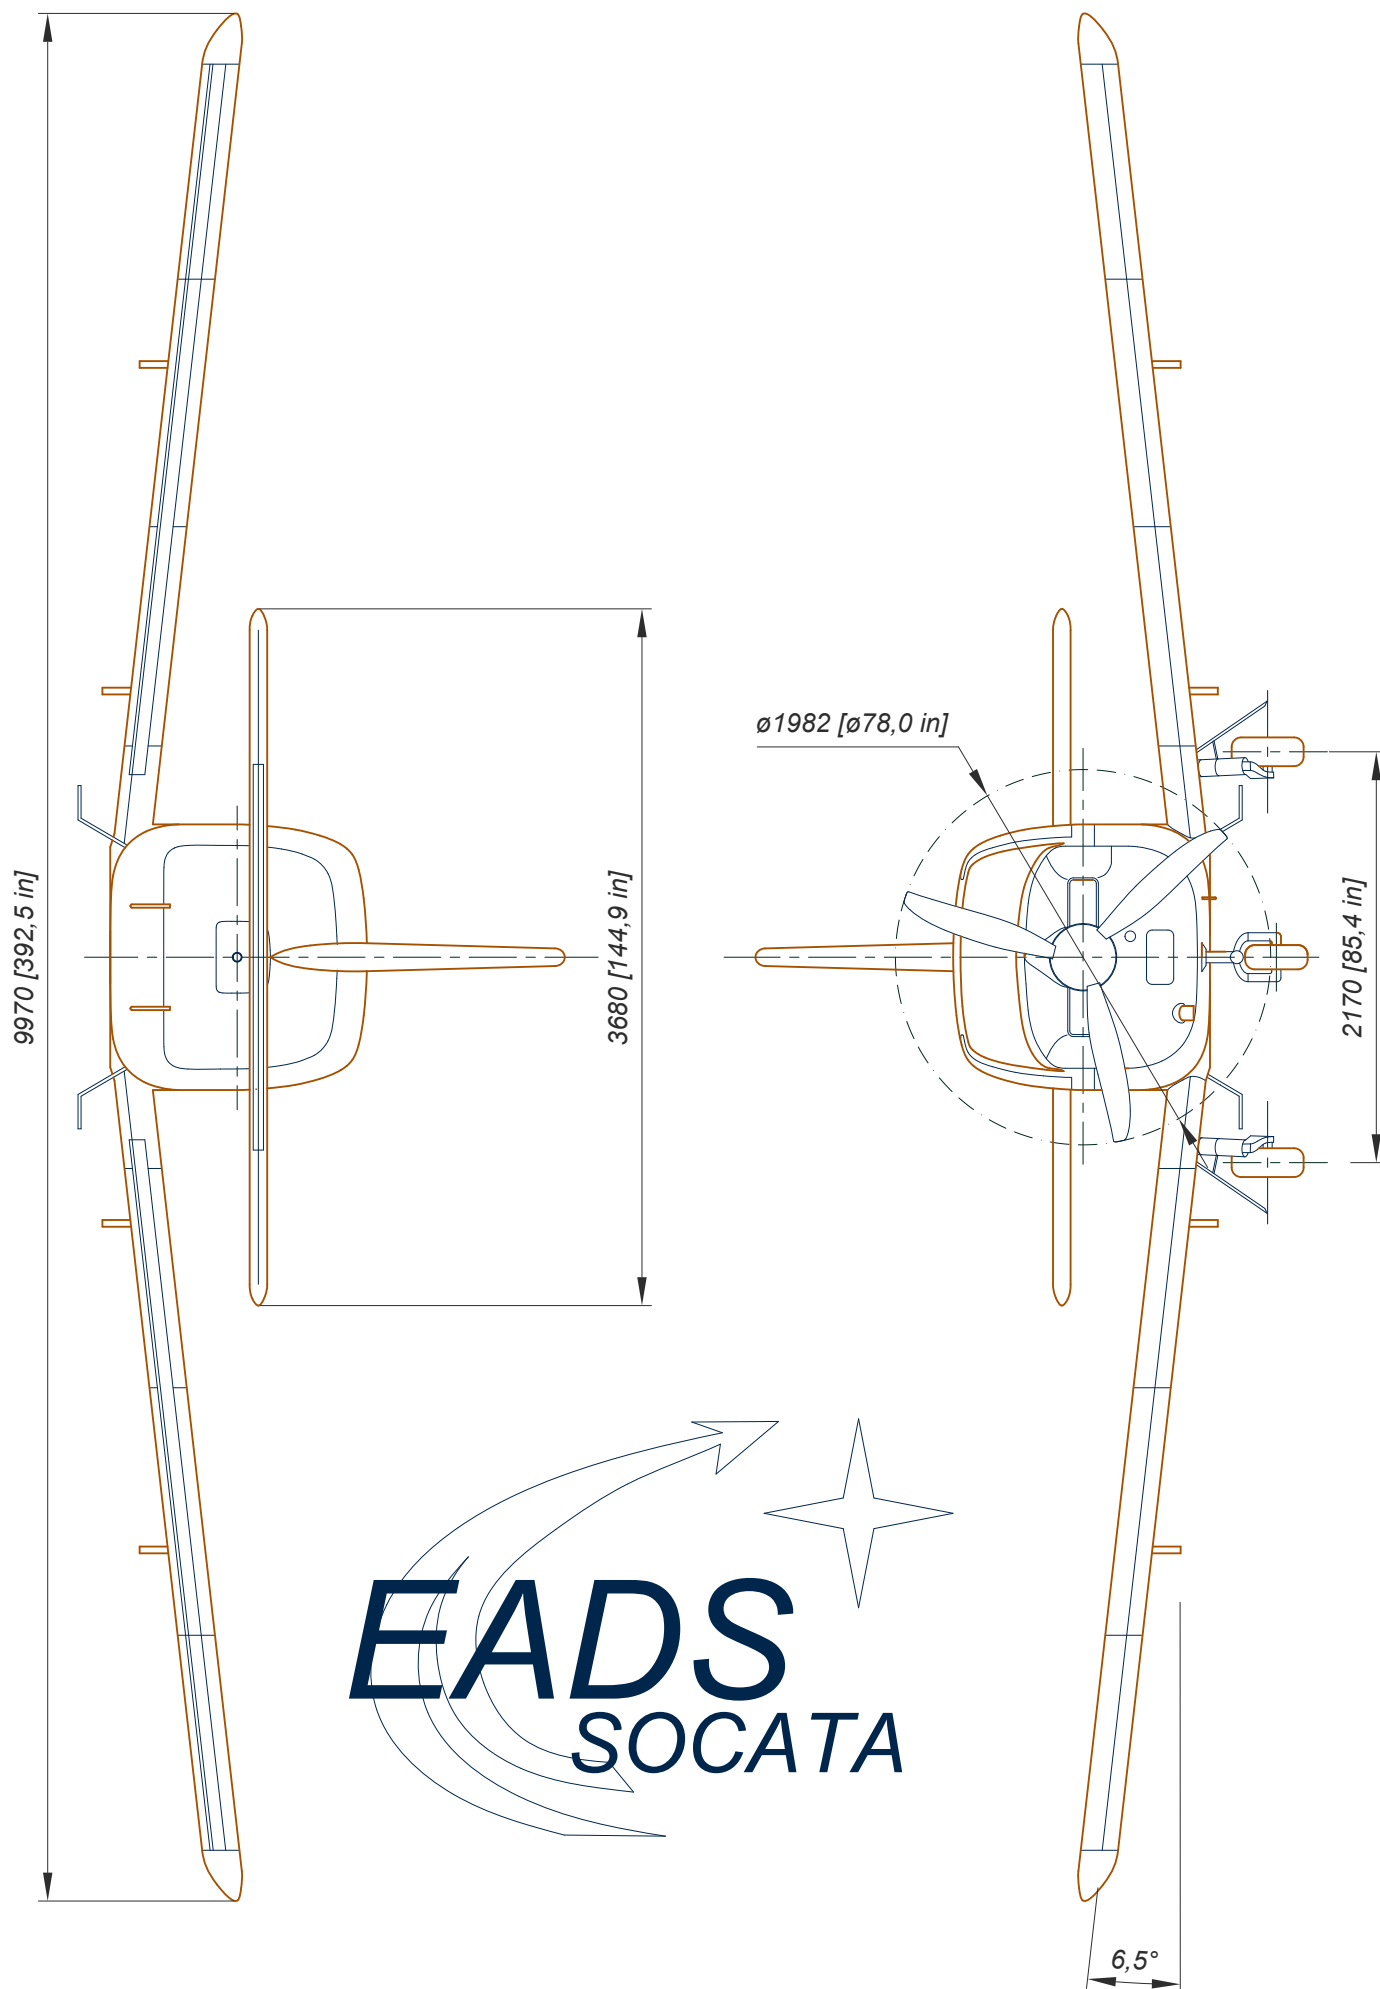 ø1982 [ø78,0 in]
9970 [392,5 in]
3680 [144,9 in]
2170 [85,4 in]
EADS
SOCATA
6,5°